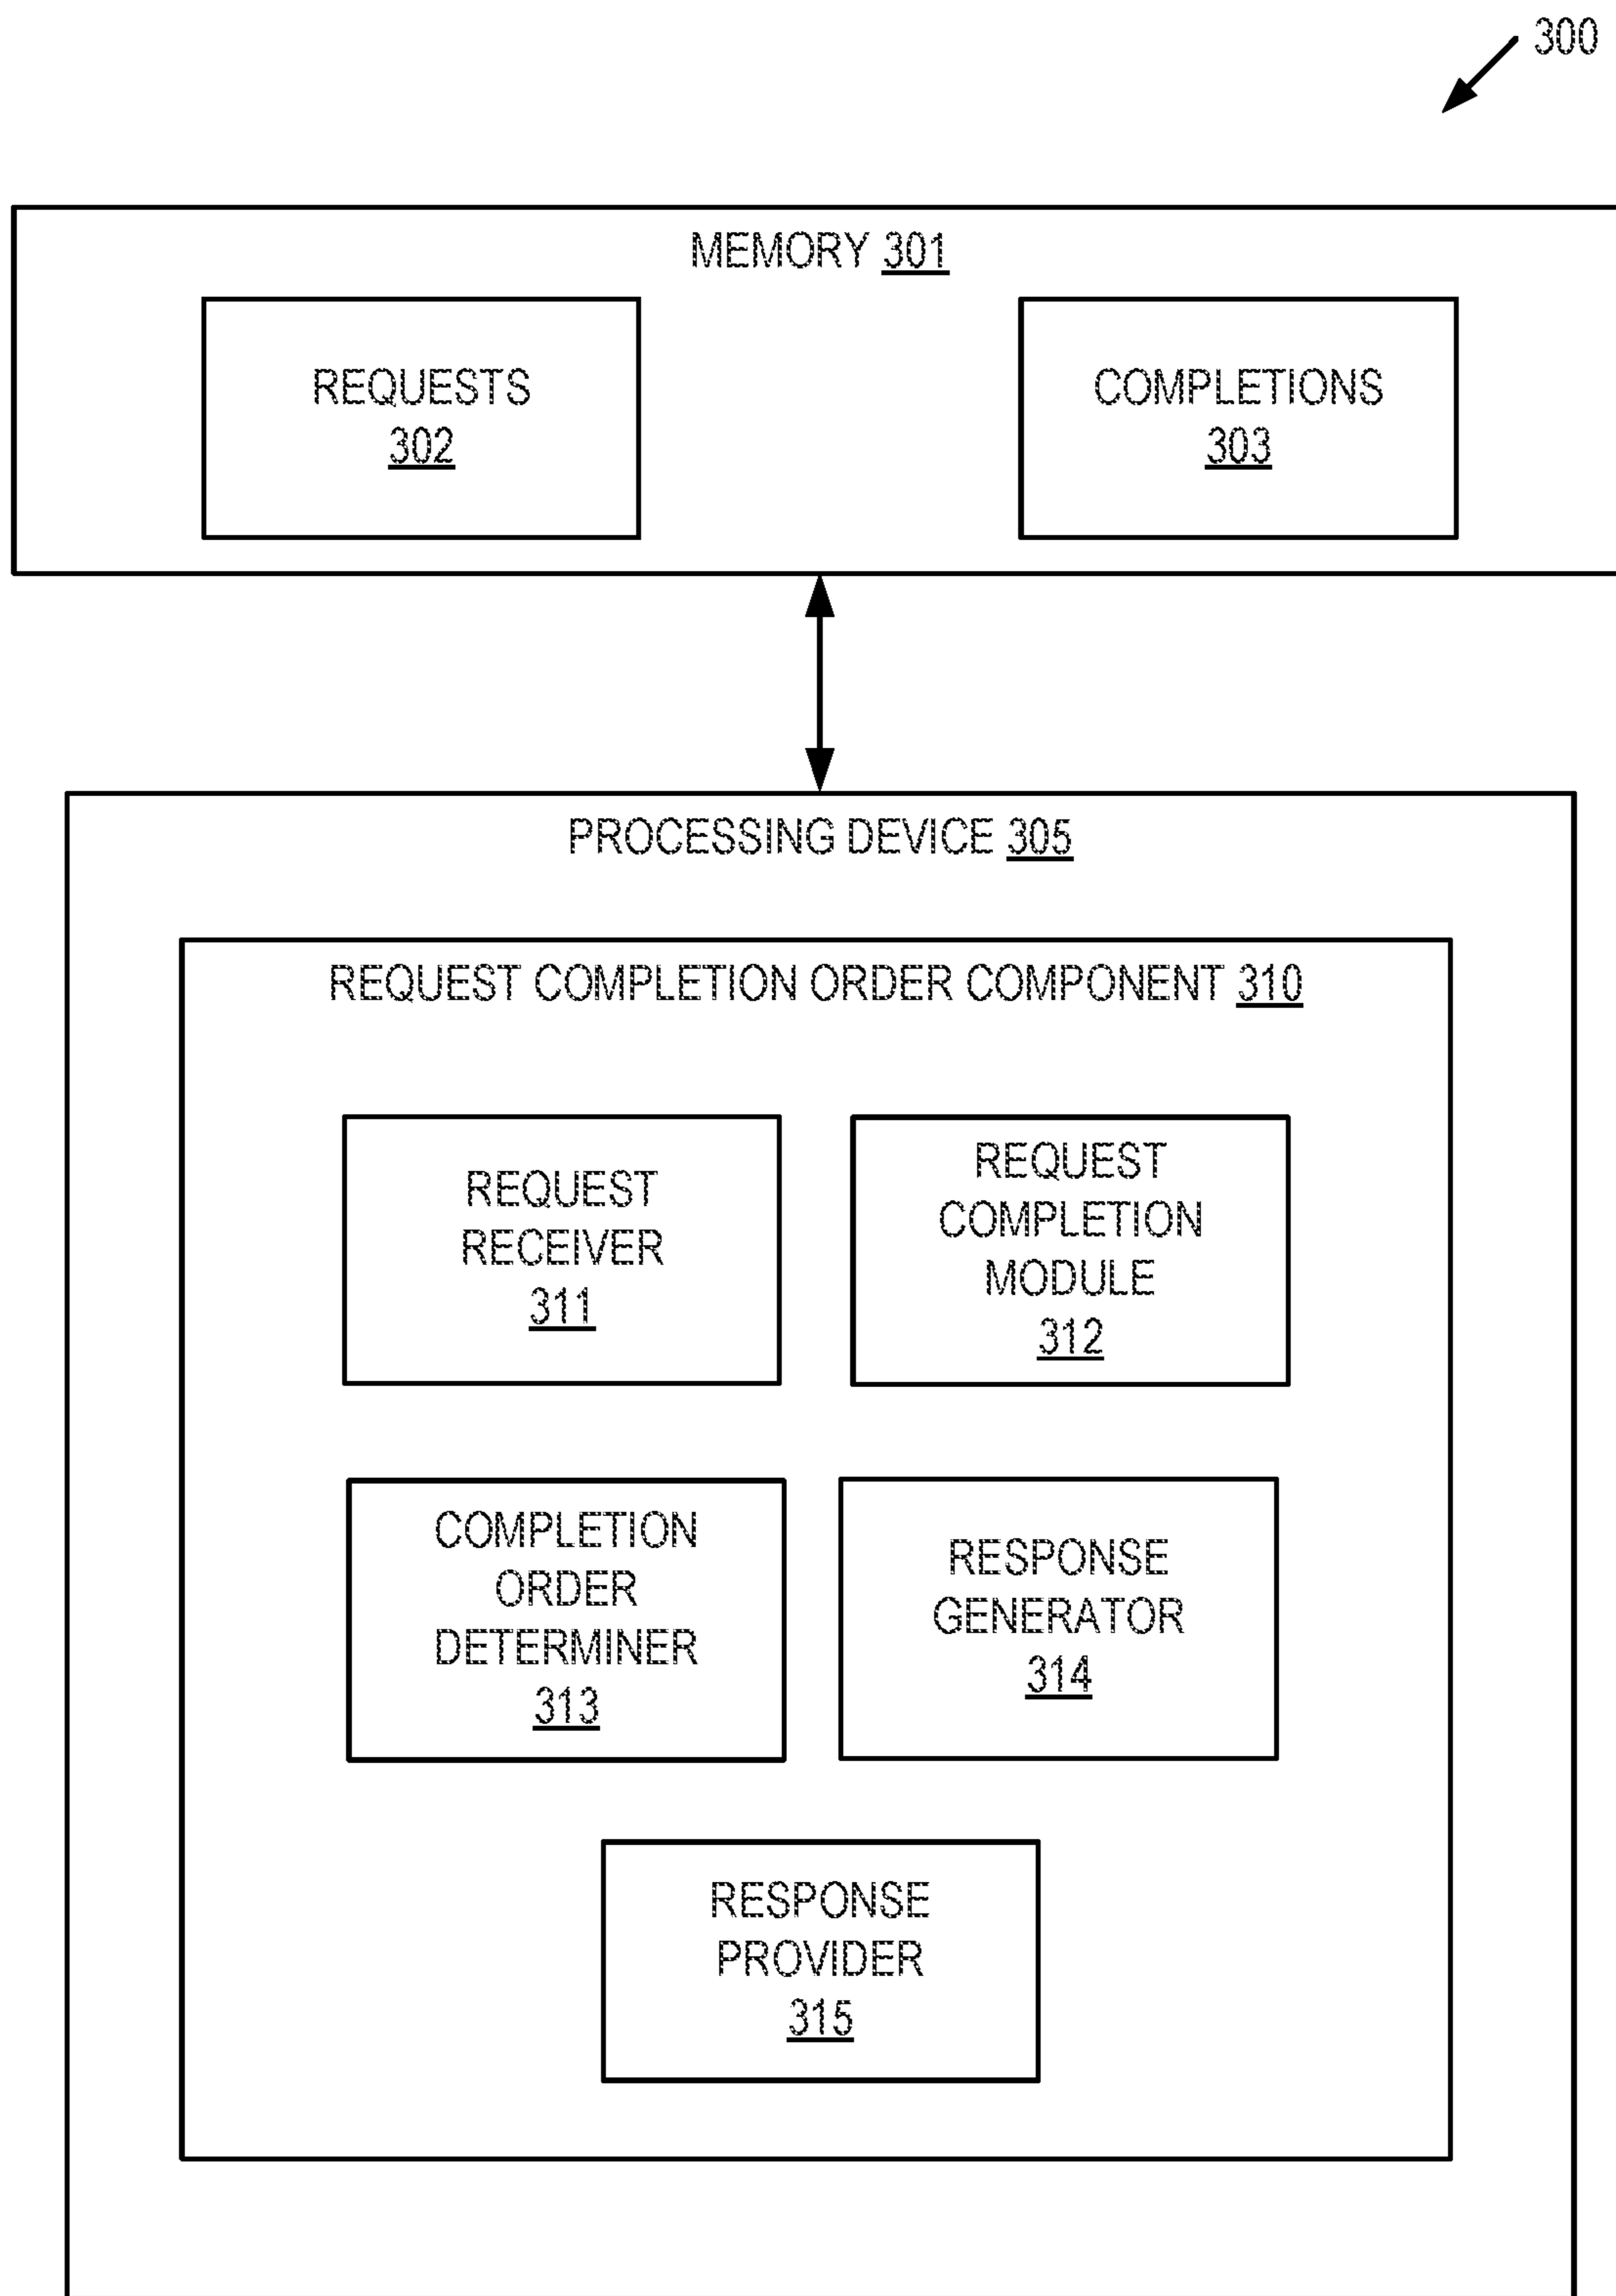 300
MEMORY 301
REQUESTS
302
COMPLETIONS
303
PROCESSING DEVICE 305
REQUEST COMPLETION ORDER COMPONENT 310
REQUEST
RECEIVER
311
REQUEST
COMPLETION
MODULE
312
COMPLETION
ORDER
DETERMINER
313
RESPONSE
GENERATOR
314
RESPONSE
PROVIDER
315